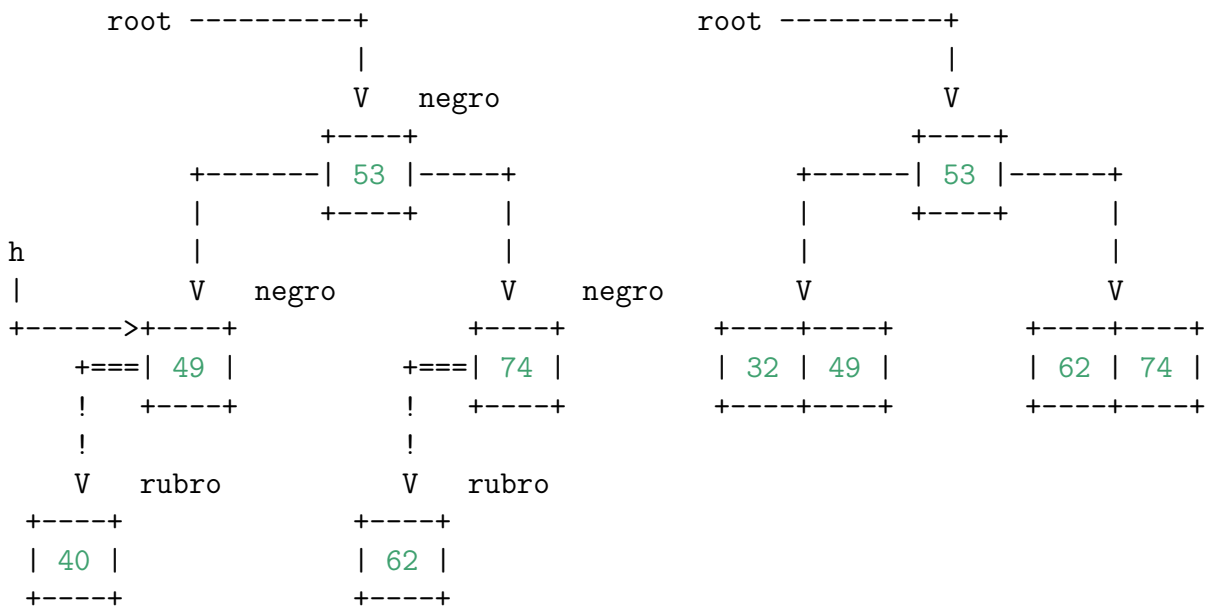 root ----------+ root ----------+
| |
V negro V
+----+ +----+
+-------| 53 |-----+ +------| 53 |------+
| +----+ | | +----+ |
h | | | |
| V negro V negro V V
+------>+----+ +----+ +----+----+ +----+----+
+===| 49 | +===| 74 | | 32 | 49 | | 62 | 74 |
! +----+ ! +----+ +----+----+ +----+----+
! !
V rubro V rubro
+----+ +----+
| 40 | | 62 |
+----+ +----+